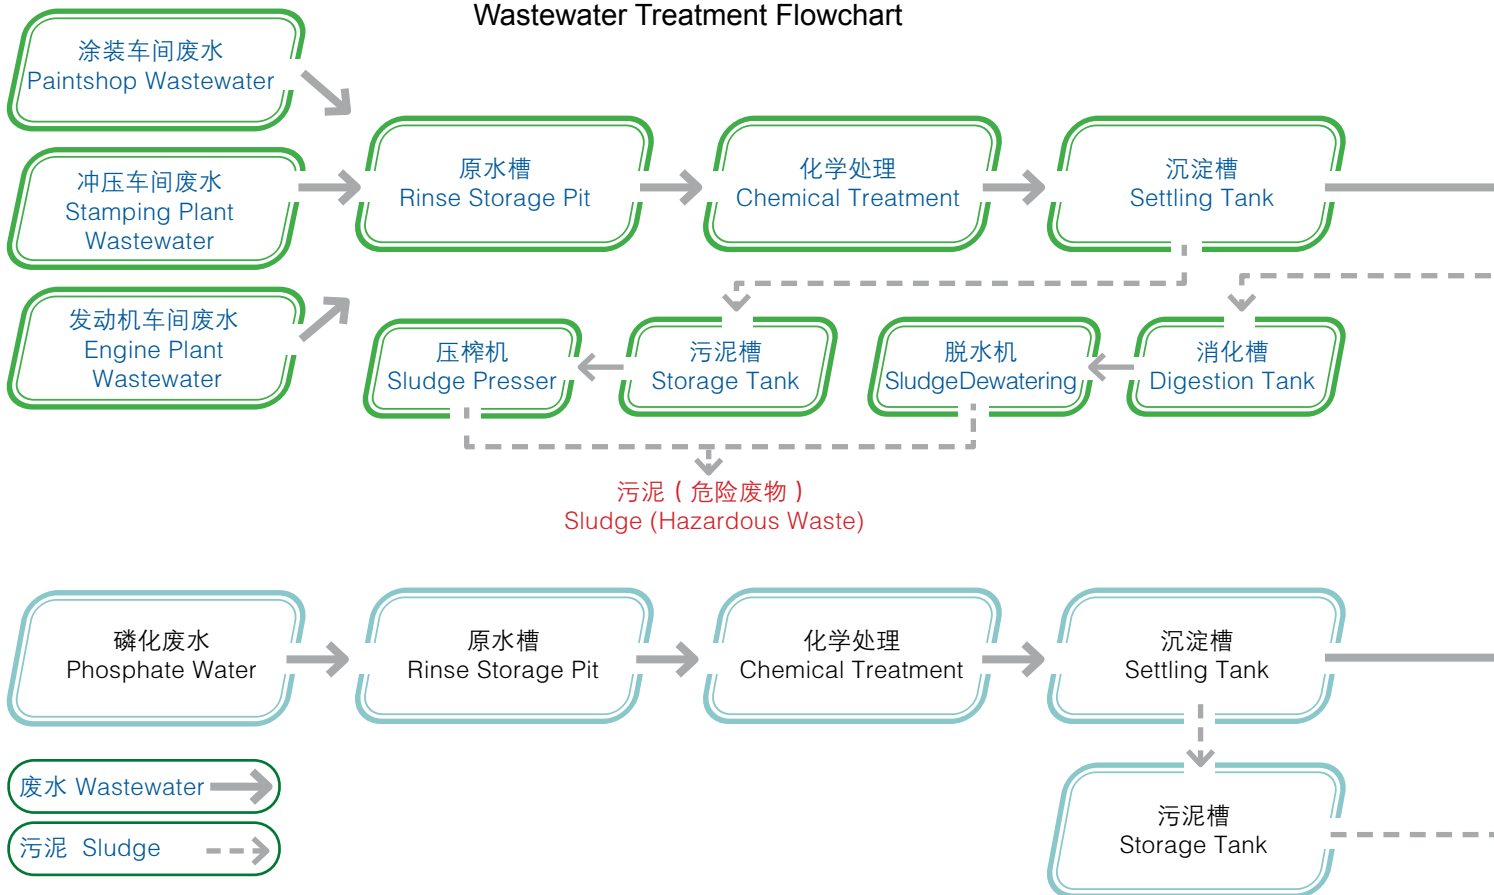 Wastewater Treatment Flowchart
涂装车间废水
Paintshop Wastewater
冲压车间废水
Stamping Plant
Wastewater
发动机车间废水
Engine Plant
Wastewater
原水槽
Rinse Storage Pit
化学处理
Chemical Treatment
沉淀槽
Settling Tank
压榨机
Sludge Presser
污泥槽
Storage Tank
脱水机
SludgeDewatering
消化槽
Digestion Tank
污泥（危险废物）
Sludge (Hazardous Waste)
磷化废水
Phosphate Water
原水槽
Rinse Storage Pit
化学处理
Chemical Treatment
沉淀槽
Settling Tank
污泥槽
Storage Tank
废水 Wastewater
污泥 Sludge